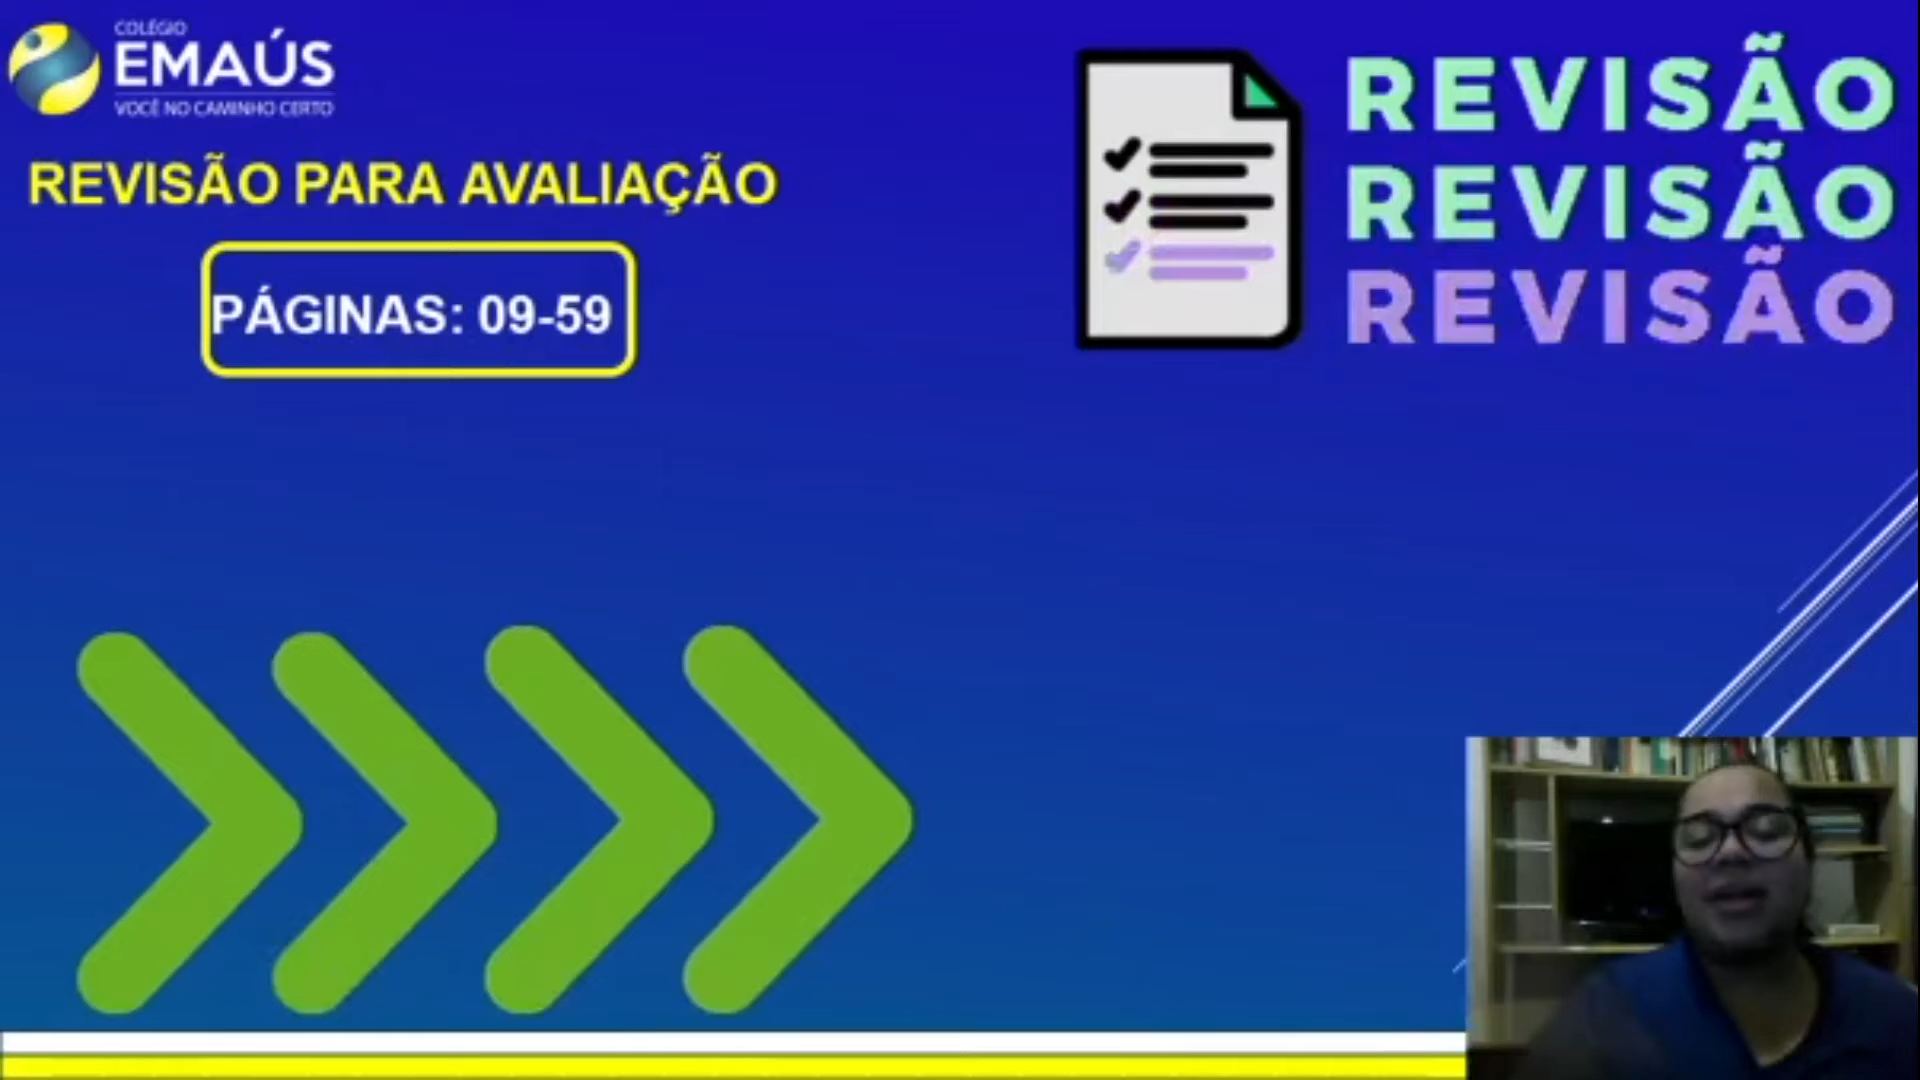 COLÉGIO
EMAÚS
VOCÊ NO CAMINHO CERTO
REVISÃO PARA AVALIAÇÃO
PÁGINAS: 09-59
REVISÃO
REVISÃO
REVISÃO